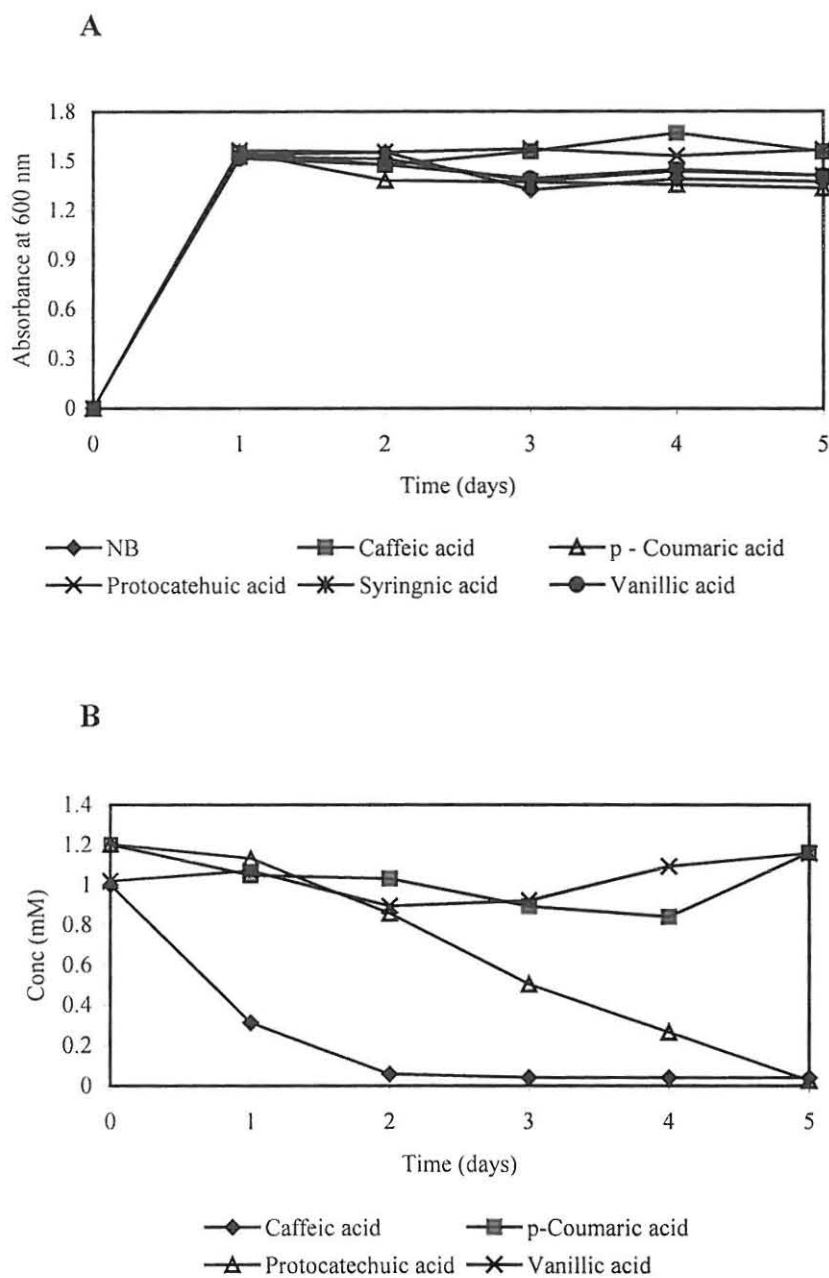 A
1.8
1.5
1.2
0.9
0.6
0.3
0
Absorbance at 600 nm
0 1 2 3 4 5
Time (days)
NB Caffeic acid p - Coumaric acid
Protocatehuic acid Syringnic acid Vanillic acid
B
1.4
1.2
1
0.8
0.6
0.4
0.2
0
Conc (mM)
0 1 2 3 4 5
Time (days)
Caffeic acid p-Coumaric acid
Protocatechuic acid Vanillic acid